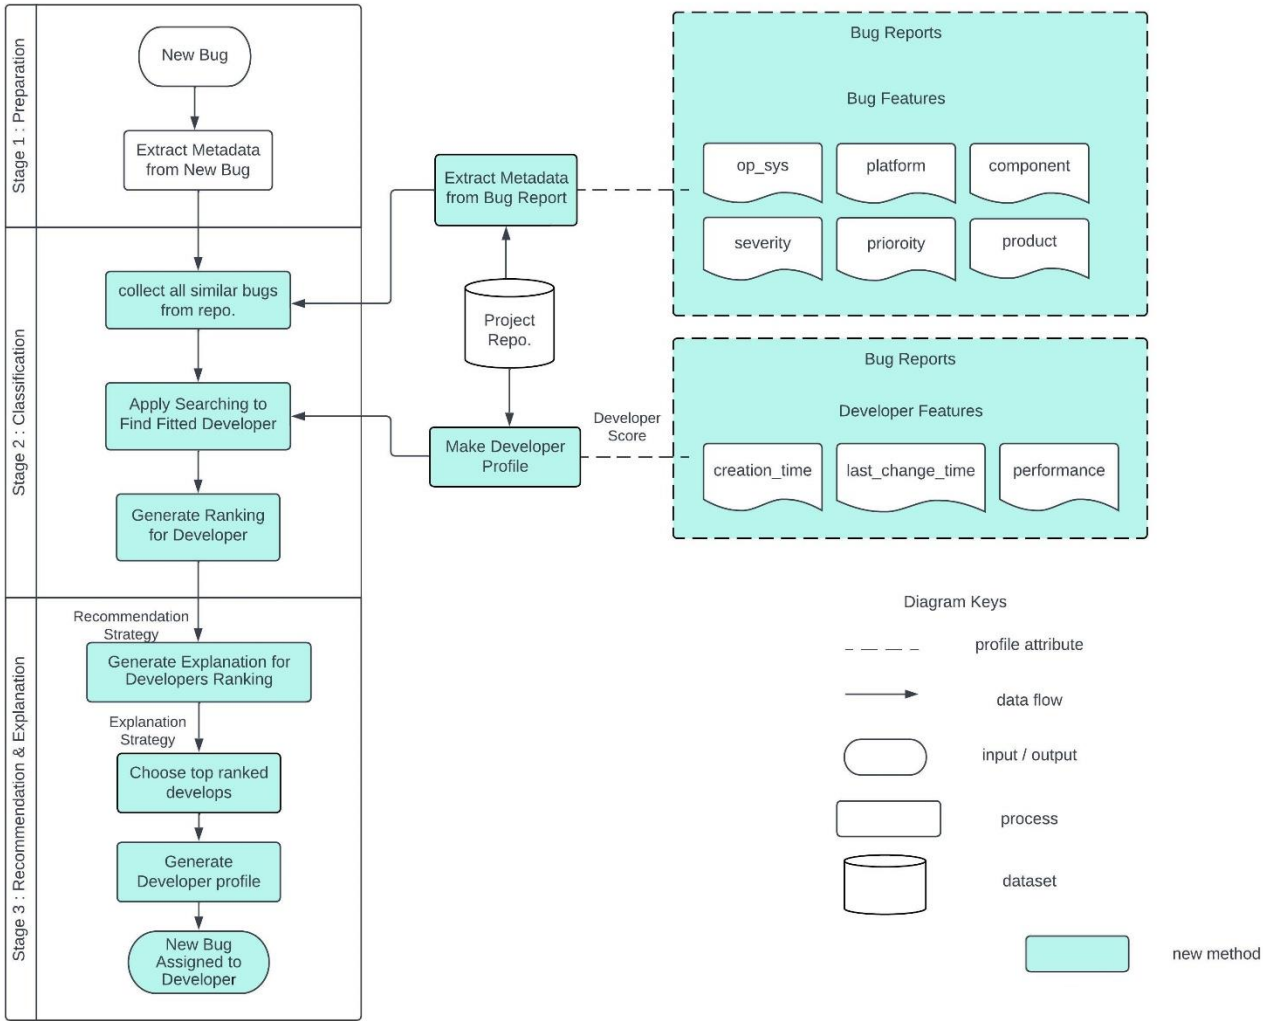 Stage 1 : Preparation
New Bug
Extract Metadata
from New Bug
Stage 2 : Classification
collect all similar bugs
from repo.
Apply Searching to
Find Fitted Developer
Generate Ranking
for Developer
Stage 3 : Recommendation & Explanation
Recommendation
Strategy
Generate Explanation for
Developers Ranking
Explanation
Strategy
Choose top ranked
develops
Generate
Developer profile
New Bug
Assigned to
Developer
Extract Metadata
from Bug Report
Project
Repo.
Make Developer
Profile
Developer
Score
Bug Reports
Bug Features
op_sys
platform
component
severity
prioroity
product
Bug Reports
Developer Features
creation_time
last_change_time
performance
Diagram Keys
profile attribute
data flow
input / output
process
dataset
new method